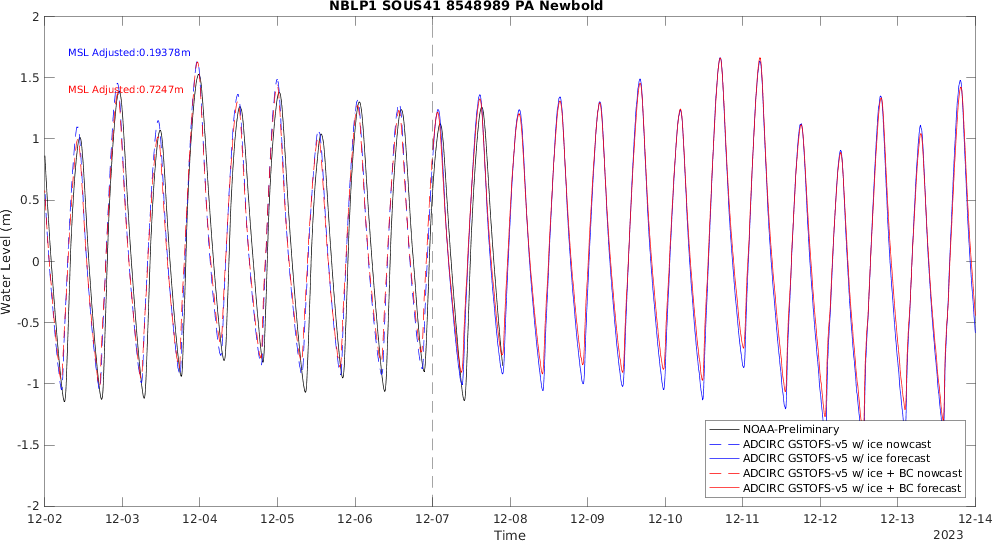 NBLP1 SOUS41 8548989 PA Newbold
2
1.5
1
0.5
0
-0.5
-1
-1.5
-2
Water Level (m)
MSL Adjusted:0.19378m
MSL Adjusted:0.7247m
NOAA-Preliminary
ADCIRC GSTOFS-v5 w/ ice nowcast
ADCIRC GSTOFS-v5 w/ ice forecast
ADCIRC GSTOFS-v5 w/ ice + BC nowcast
ADCIRC GSTOFS-v5 w/ ice + BC forecast
12-02 12-03 12-04 12-05 12-06 12-07 12-08 12-09 12-10 12-11 12-12 12-13 12-14
Time
2023